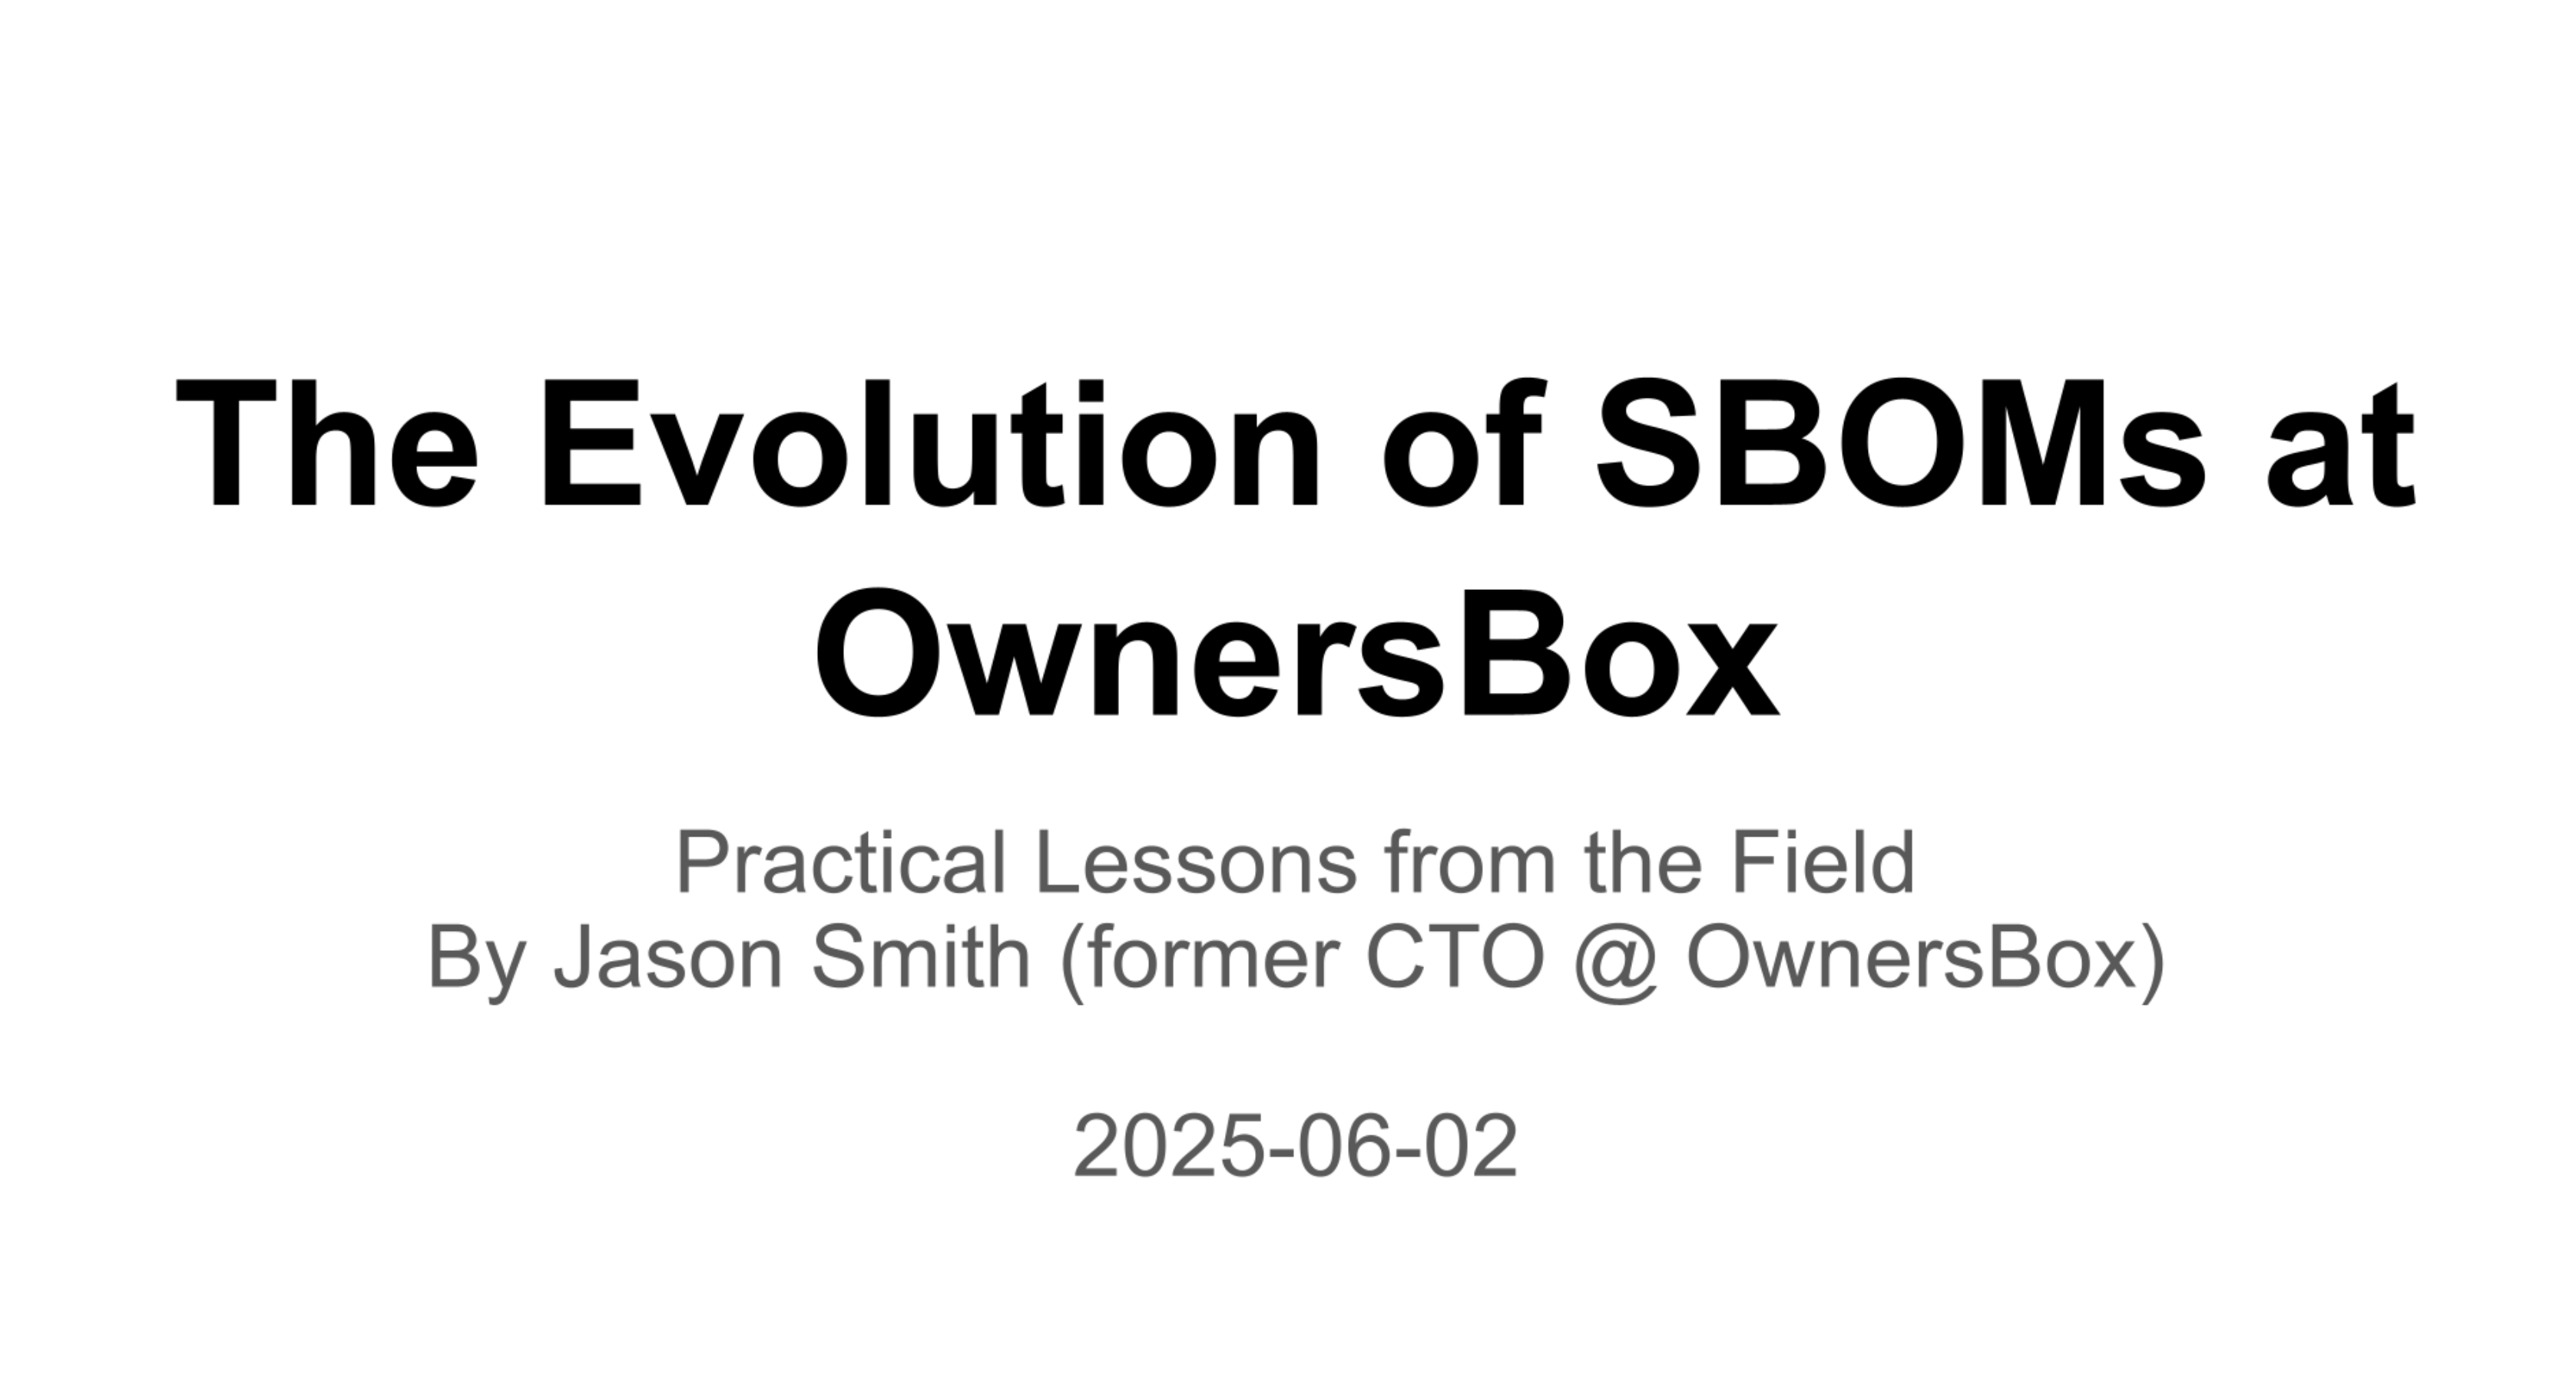 The Evolution of SBOMs at
OwnersBox
Practical Lessons from the Field
By Jason Smith (former CTO @ OwnersBox)
2025-06-02